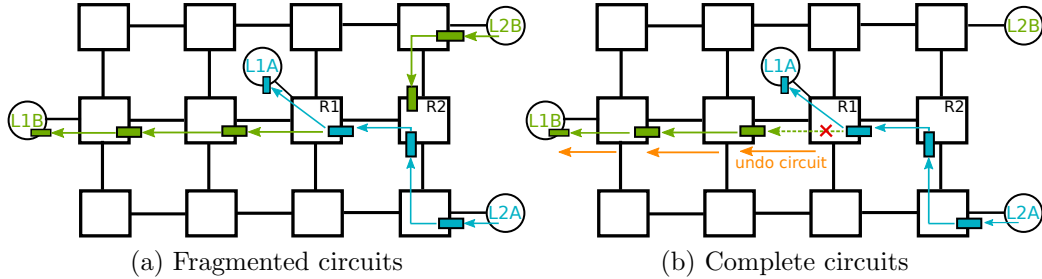 L2B
L1A
R1
R2
L1B
L2A
(a) Fragmented circuits
L2B
L1A
R1
R2
L1B
undo circuit
L2A
(b) Complete circuits